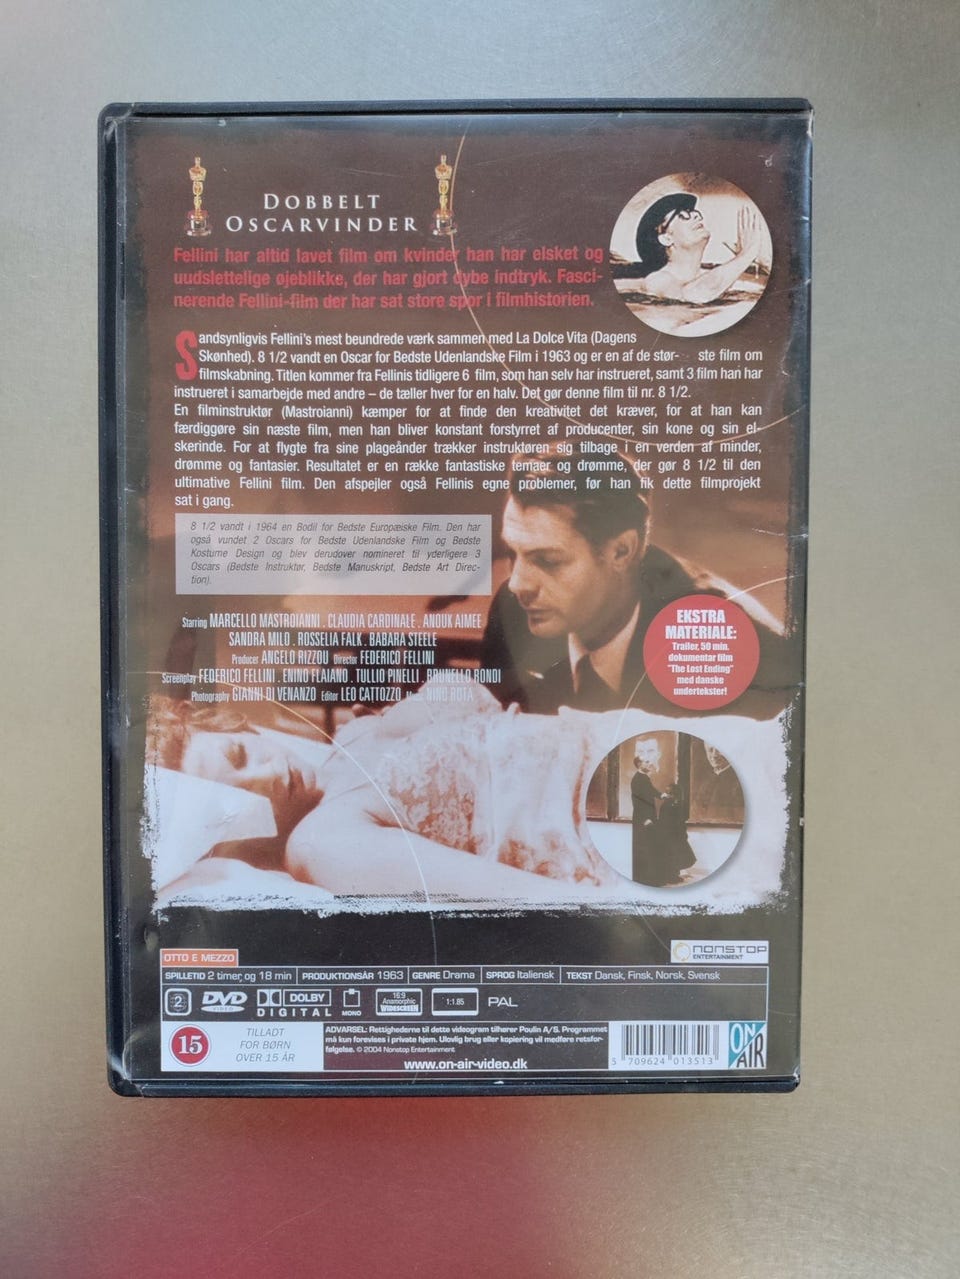 DOBBELT
OSCARVINDER
Fellini har altid lavet film om kvinder han har elsket og
uudslettelige øjeblikke, der har gjort dybe indtryk. Fasci-
nerende Fellini-film der har sat store spor i filmhistorien.
Sandsynligvis Fellini's mest beundrede værk sammen med La Dolce Vita (Dagens
Skønhed). 8 1/2 vandt en Oscar for Bedste Udenlandske Film i 1963 og er en af de stør- ste film om
filmskabning. Titlen kommer fra Fellinis tidligere 6 film, som han selv har instrueret, samt 3 film han har
instrueret i samarbejde med andre – de tæller hver for en halv. Det gør denne film til nr. 8 1/2.
En filminstruktør (Mastroianni) kæmper for at finde den kreativitet det kræver, for at han kan
færdiggøre sin næste film, men han bliver konstant forstyrret af producenter, sin kone og sin el-
skerinde. For at flygte fra sine plageånder trækker instruktøren sig tilbage i en verden af minder,
drømme og fantasier. Resultatet er en række fantastiske temaer og drømme, der gør 8 1/2 til den
ultimative Fellini film. Den afspejler også Fellinis egne problemer, før han fik dette filmprojekt
sat i gang.
8 1/2 vandt i 1964 en Bodil for Bedste Europæiske Film. Den har
også vundet 2 Oscars for Bedste Udenlandske Film og Bedste
Kostume Design og blev derudover nomineret til yderligere 3
Oscars (Bedste Instruktør, Bedste Manuskript, Bedste Art Direc-
tion).
Starring MARCELLO MASTROIANNI . CLAUDIA CARDINALE . ANOUK AIMEE
SANDRA MILO . ROSSELIA FALK . BABARA STEELE
Producer ANGELO RIZZOU Director FEDERICO FELLINI
Screenplay FEDERICO FELLINI . ENINO FLAIANO . TULLIO PINELLI . BRUNELLO RONDI
Photography GIANNI DI VENANZO Editor LEO CATTOZZO Music NINO ROTA
EKSTRA
MATERIALE:
Trailer, 50 min.
dokumentar film
"The Lost Ending"
med danske
undertekster!
OTTO E MEZZO
NONSTOP
ENTERTAINMENT
SPILLETID 2 timer og 18 min PRODUKTIONSÅR 1963 GENRE Drama SPROG Italiensk TEKST Dansk, Finsk, Norsk, Svensk
2 DVD VIDEO DOLBY DIGITAL MONO 16:9 Anamorphic WIDESCREEN 1:1.85 PAL
15
TILLADT
FOR BØRN
OVER 15 ÅR
ADVARSEL: Rettighederne til dette videogram tilhører Poulin A/S. Programmet
må kun forevises i private hjem. Ulovlig brug eller kopiering vil medføre retsfor-
følgelse. © 2004 Nonstop Entertainment
www.on-air-video.dk
5 709624 013513
ON
AIR